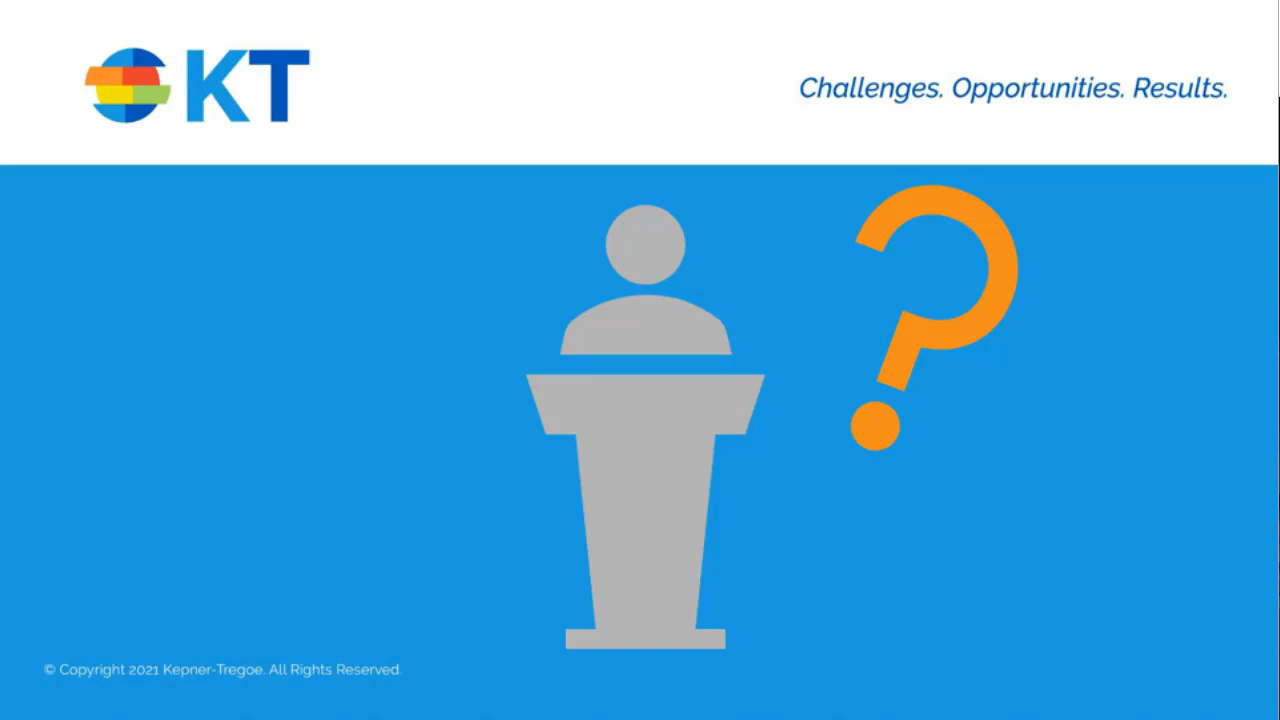 KT
Challenges. Opportunities. Results.
?
© Copyright 2021 Kepner-Tregoe. All Rights Reserved.